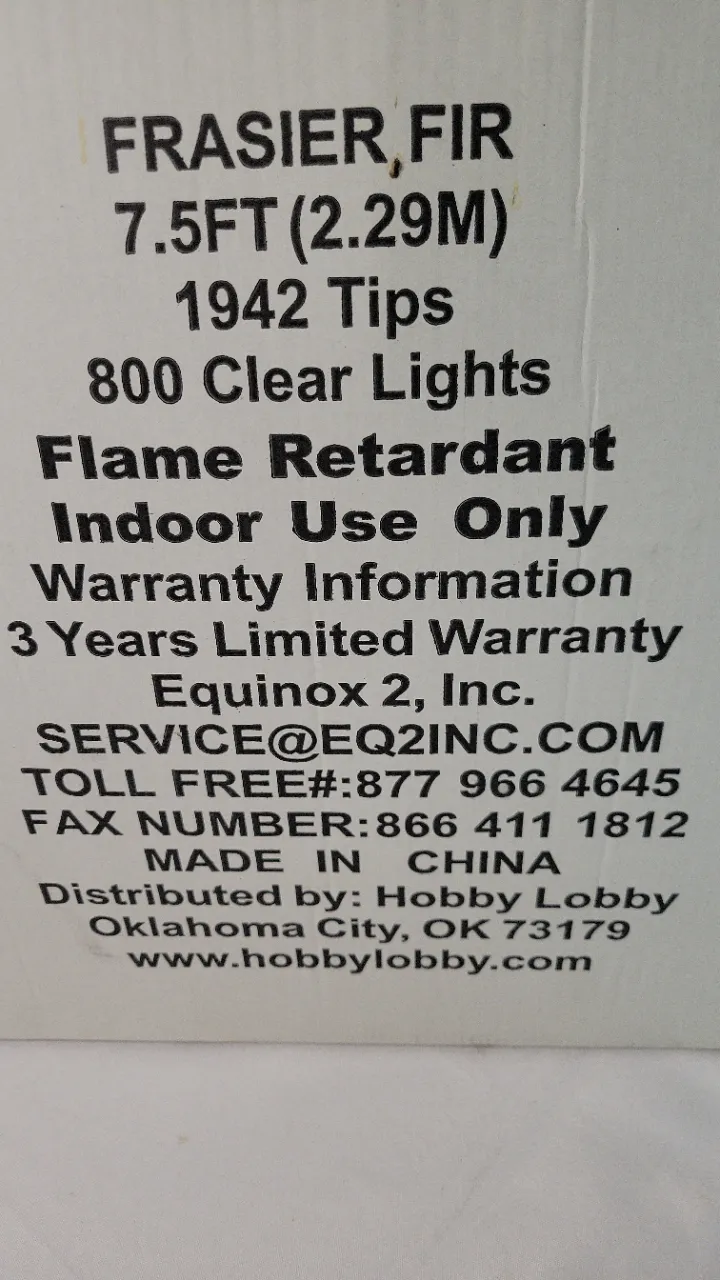 FRASIER FIR
7.5FT (2.29M)
1942 Tips
800 Clear Lights
Flame Retardant
Indoor Use Only
Warranty Information
3 Years Limited Warranty
Equinox 2, Inc.
SERVICE@EQ2INC.COM
TOLL FREE#:877 966 4645
FAX NUMBER:866 411 1812
MADE IN CHINA
Distributed by: Hobby Lobby
Oklahoma City, OK 73179
www.hobbylobby.com